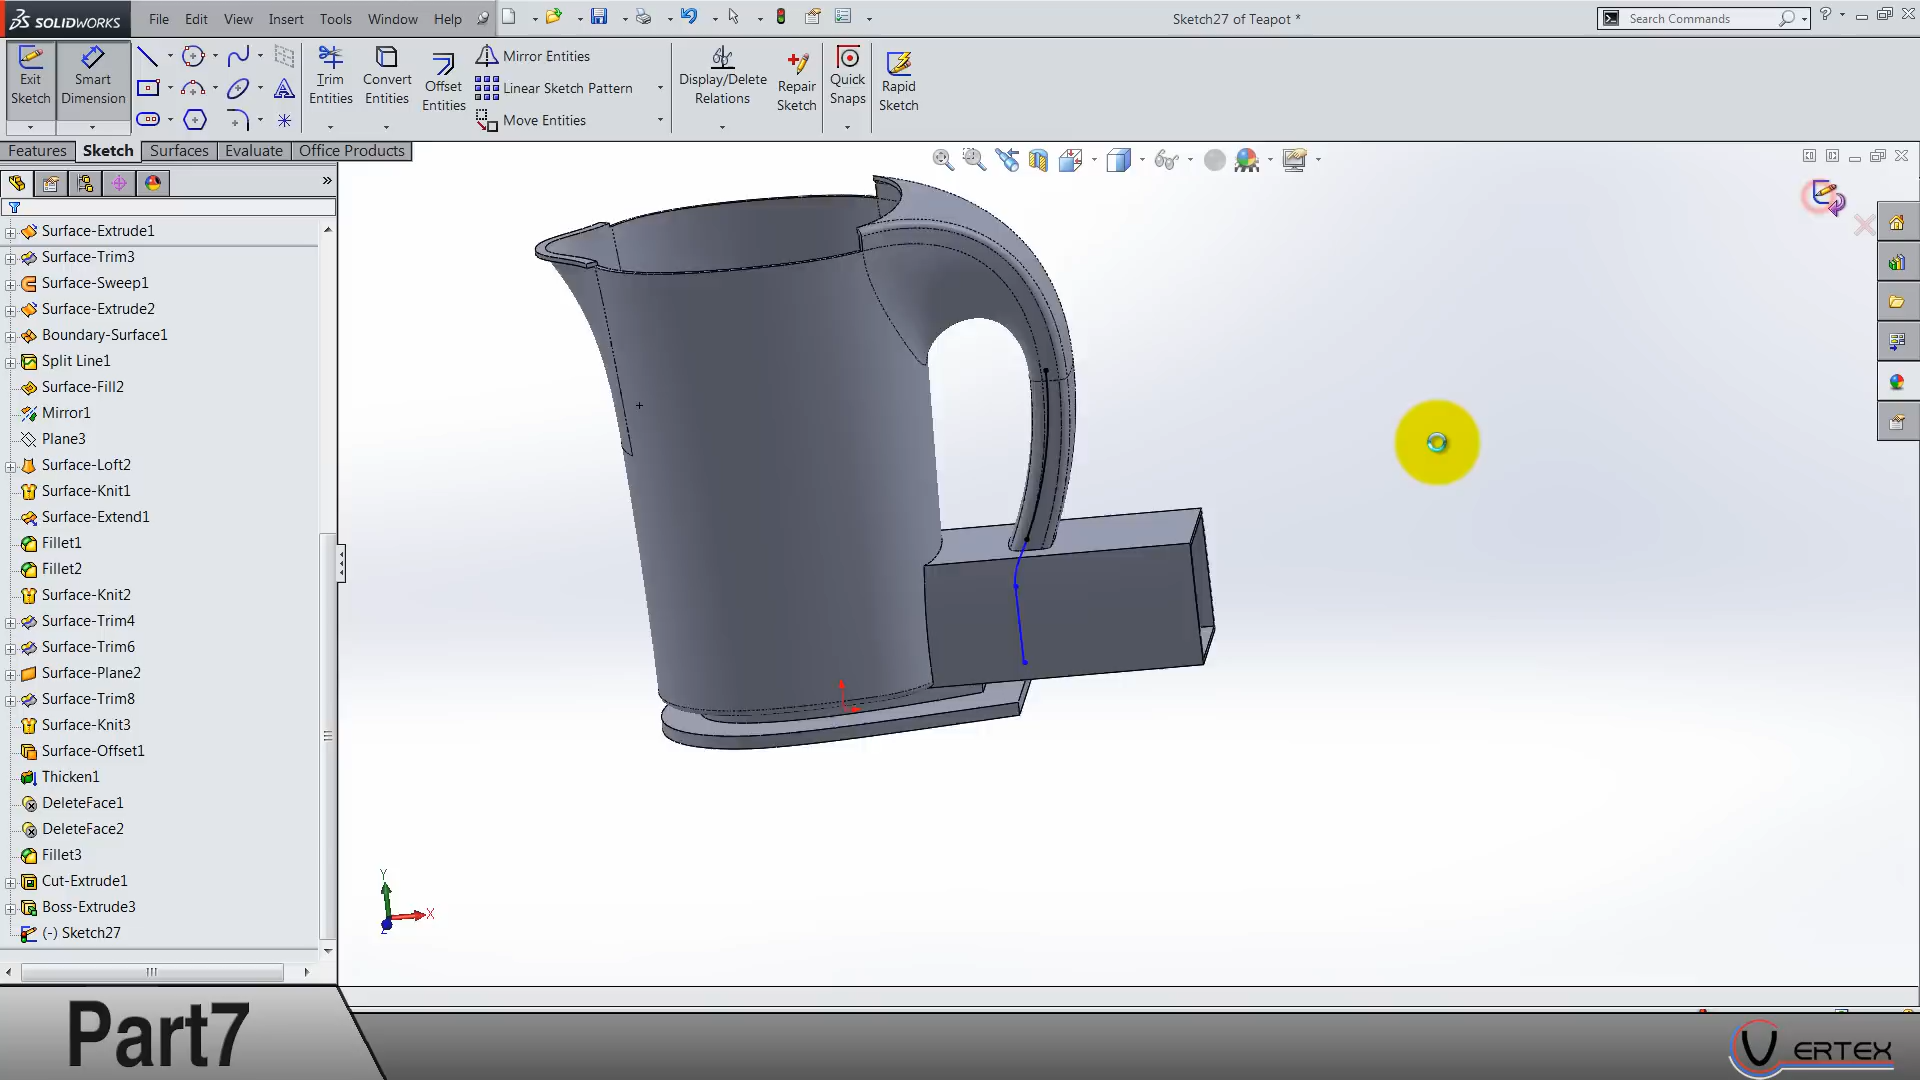 DS SOLIDWORKS
File Edit View Insert Tools Window Help
Sketch27 of Teapot *
Search Commands
Exit Sketch
Smart Dimension
Trim Entities
Convert Entities
Offset Entities
Mirror Entities
Linear Sketch Pattern
Move Entities
Display/Delete Relations
Repair Sketch
Quick Snaps
Rapid Sketch
Features Sketch Surfaces Evaluate Office Products
Surface-Extrude1
Surface-Trim3
Surface-Sweep1
Surface-Extrude2
Boundary-Surface1
Split Line1
Surface-Fill2
Mirror1
Plane3
Surface-Loft2
Surface-Knit1
Surface-Extend1
Fillet1
Fillet2
Surface-Knit2
Surface-Trim4
Surface-Trim6
Surface-Plane2
Surface-Trim8
Surface-Knit3
Surface-Offset1
Thicken1
DeleteFace1
DeleteFace2
Fillet3
Cut-Extrude1
Boss-Extrude3
(-) Sketch27
Y
X
Z
Part7
VERTEX